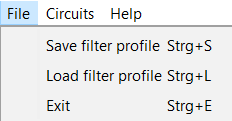 File Circuits Help
Save filter profile Strg+S
Load filter profile Strg+L
Exit Strg+E